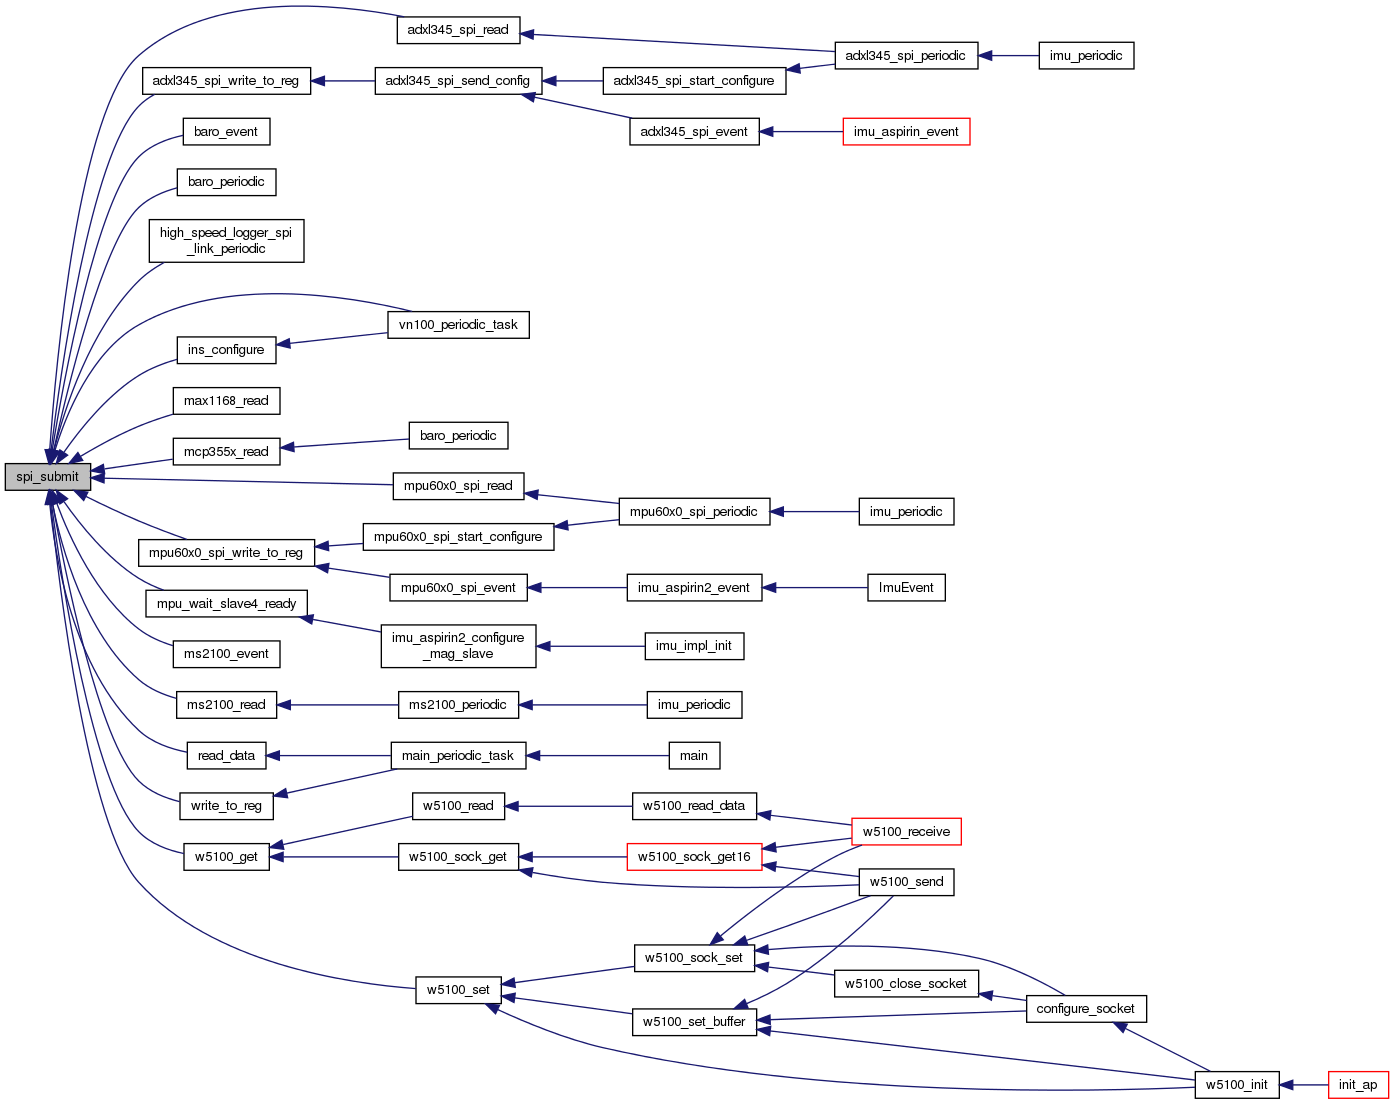 adxl345_spi_read
adxl345_spi_periodic
imu_periodic
adxl345_spi_write_to_reg
adxl345_spi_send_config
adxl345_spi_start_configure
baro_event
adxl345_spi_event
imu_aspirin_event
baro_periodic
high_speed_logger_spi
_link_periodic
vn100_periodic_task
ins_configure
max1168_read
mcp355x_read
baro_periodic
spi_submit
mpu60x0_spi_read
mpu60x0_spi_periodic
imu_periodic
mpu60x0_spi_start_configure
mpu60x0_spi_write_to_reg
mpu60x0_spi_event
imu_aspirin2_event
ImuEvent
mpu_wait_slave4_ready
imu_aspirin2_configure
_mag_slave
imu_impl_init
ms2100_event
ms2100_read
ms2100_periodic
imu_periodic
read_data
main_periodic_task
main
write_to_reg
w5100_read
w5100_read_data
w5100_receive
w5100_get
w5100_sock_get
w5100_sock_get16
w5100_send
w5100_sock_set
w5100_close_socket
w5100_set
configure_socket
w5100_set_buffer
w5100_init
init_ap